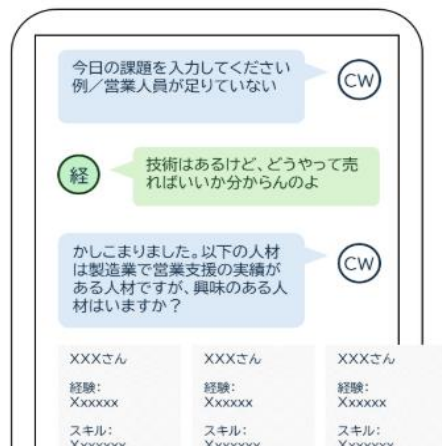 今日の課題を入力してください
例／営業人員が足りていない
CW
経
技術はあるけど、どうやって売
ればいいか分からんのよ
かしこまりました。以下の人材
は製造業で営業支援の実績が
ある人材ですが、興味のある人
材はいますか？
CW
XXXさん
XXXさん
XXXさん
経験：
経験：
経験：
Xxxxxx
Xxxxxx
Xxxxxx
スキル：
スキル：
スキル：
Xxxxxxx
Xxxxxxx
Xxxxxxx